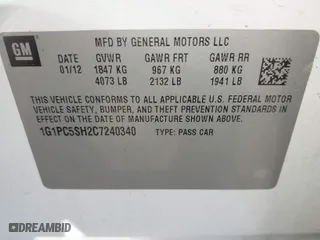 GM
MFD BY GENERAL MOTORS LLC
DATE GVWR GAWR FRT GAWR RR
01/12 1847 KG 967 KG 880 KG
4073 LB 2132 LB 1941 LB
THIS VEHICLE CONFORMS TO ALL APPLICABLE U.S. FEDERAL MOTOR
VEHICLE SAFETY, BUMPER, AND THEFT PREVENTION STANDARDS
IN EFFECT ON THE DATE OF MANUFACTURE SHOWN ABOVE.
1G1PC5SH2C7240340 TYPE: PASS CAR
© iDREAMBID.COM